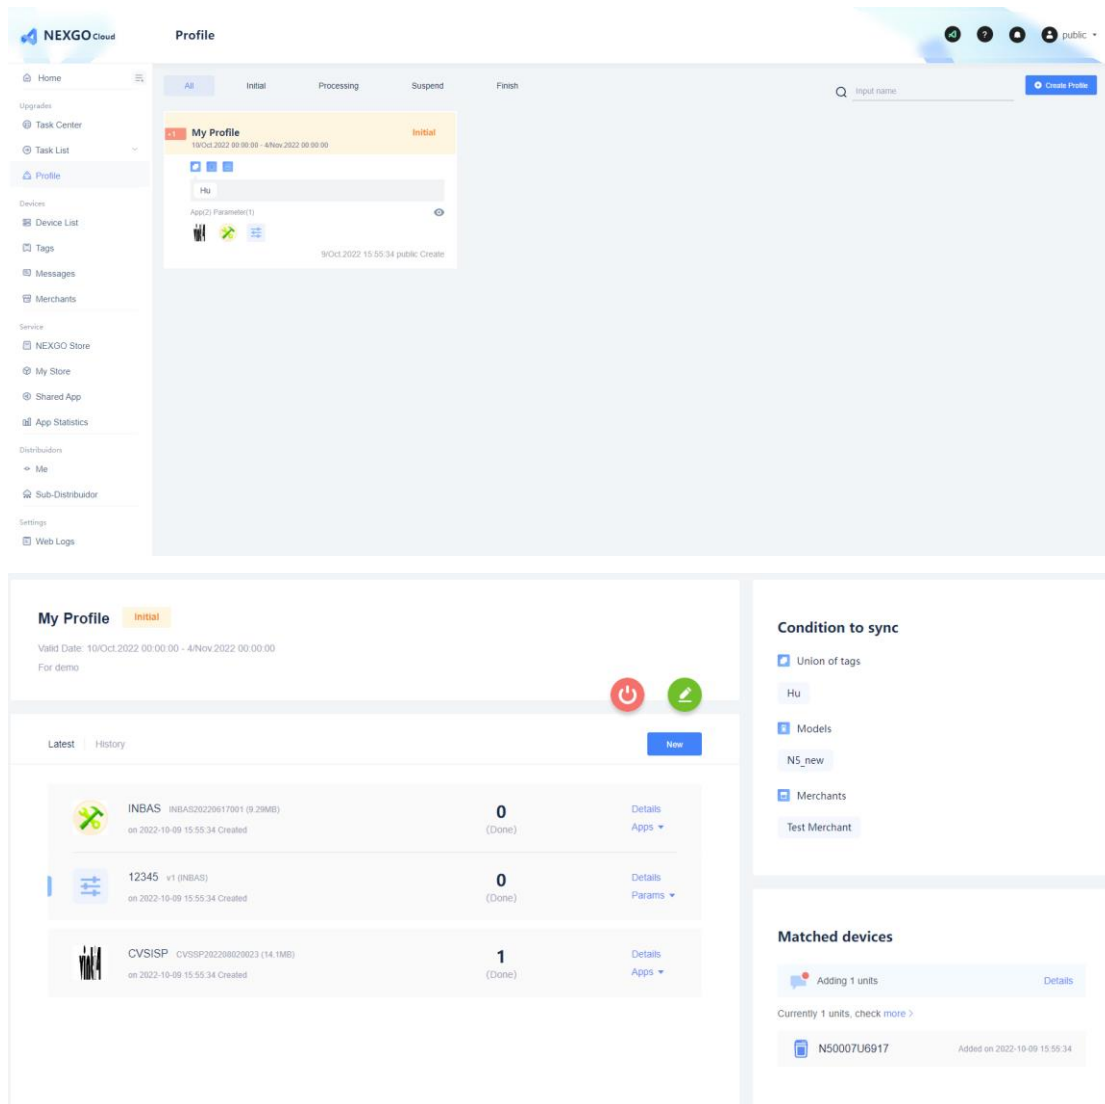 NEXGO Cloud
Profile
public
Home
Upgrades
Task Center
Task List
Profile
Devices
Device List
Tags
Messages
Merchants
Service
NEXGO Store
My Store
Shared App
App Statistics
Distribuidors
Me
Sub-Distribuidor
Settings
Web Logs
All Initial Processing Suspend Finish
Input name
Create Profile
+1
My Profile Initial
10/Oct.2022 00:00:00 - 4/Nov.2022 00:00:00
Hu
App(2) Parameter(1)
9/Oct.2022 15:55:34 public Create
My Profile Initial
Valid Date: 10/Oct.2022 00:00:00 - 4/Nov.2022 00:00:00
For demo
Latest History
New
INBAS INBAS20220617001 (9.29MB)
on 2022-10-09 15:55:34 Created
0
(Done)
Details
Apps
12345 v1 (INBAS)
on 2022-10-09 15:55:34 Created
0
(Done)
Details
Params
CVSISP CVSSP202208020023 (14.1MB)
on 2022-10-09 15:55:34 Created
1
(Done)
Details
Apps
Condition to sync
Union of tags
Hu
Models
N5_new
Merchants
Test Merchant
Matched devices
Adding 1 units Details
Currently 1 units, check more >
N50007U6917 Added on 2022-10-09 15:55:34